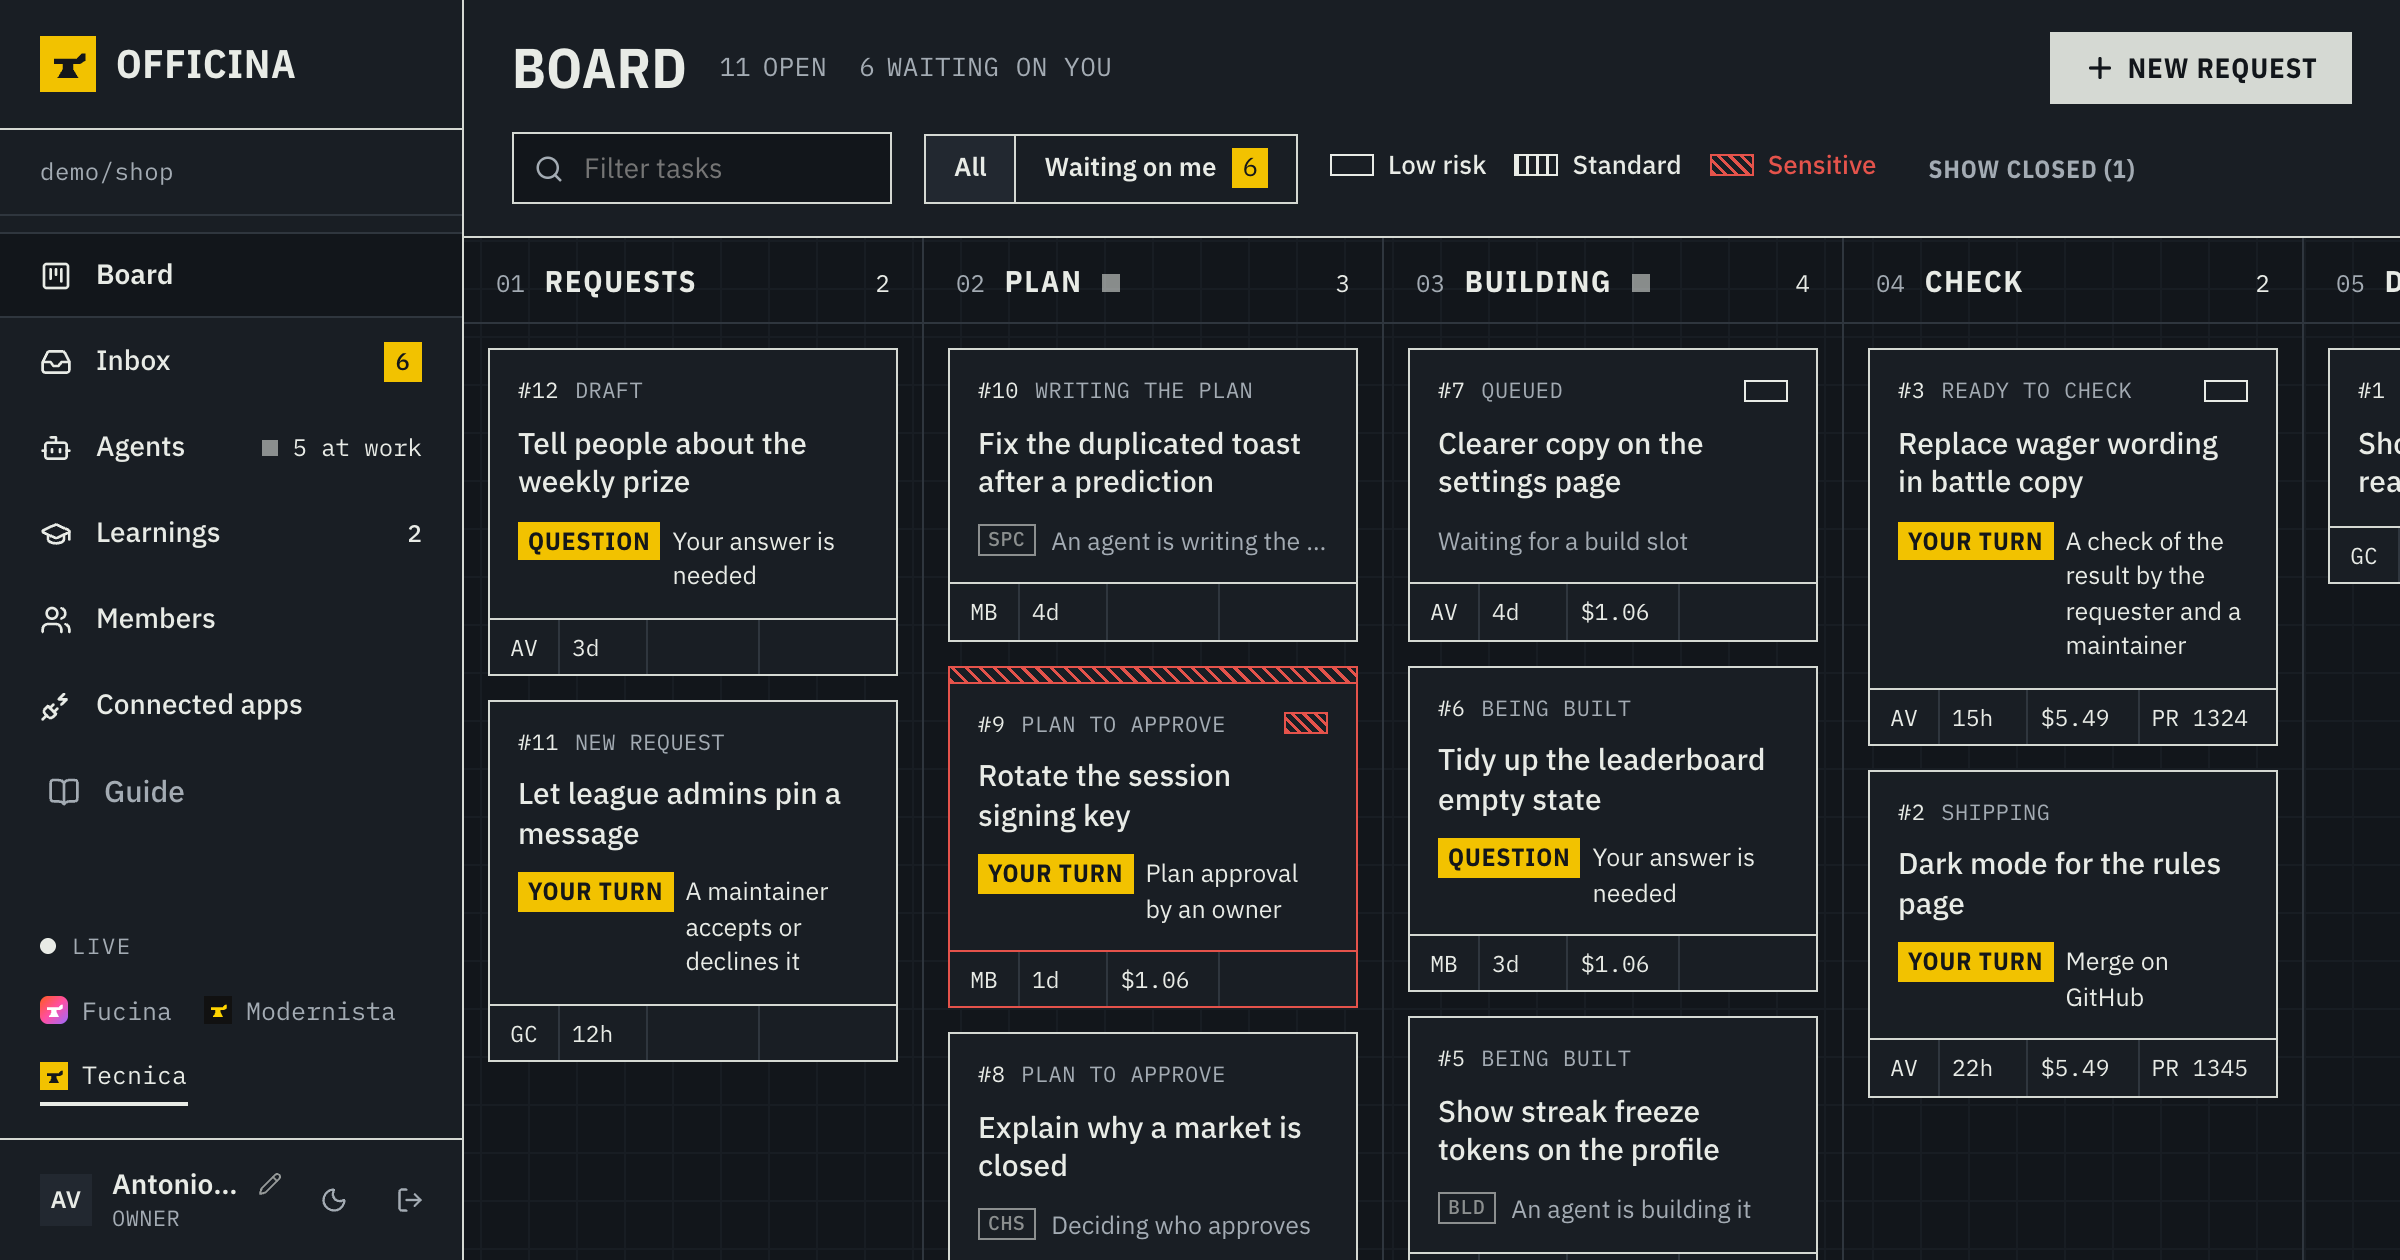 OFFICINA
demo/shop
Board
Inbox 6
Agents 5 at work
Learnings 2
Members
Connected apps
Guide
LIVE
Fucina Modernista
Tecnica
AV Antonio...
OWNER
BOARD 11 OPEN 6 WAITING ON YOU
+ NEW REQUEST
Filter tasks
All Waiting on me 6
Low risk Standard Sensitive
SHOW CLOSED (1)
01 REQUESTS 2
#12 DRAFT
Tell people about the
weekly prize
QUESTION Your answer is
needed
AV 3d
#11 NEW REQUEST
Let league admins pin a
message
YOUR TURN A maintainer
accepts or
declines it
GC 12h
02 PLAN 3
#10 WRITING THE PLAN
Fix the duplicated toast
after a prediction
SPC An agent is writing the ...
MB 4d
#9 PLAN TO APPROVE
Rotate the session
signing key
YOUR TURN Plan approval
by an owner
MB 1d $1.06
#8 PLAN TO APPROVE
Explain why a market is
closed
CHS Deciding who approves
03 BUILDING 4
#7 QUEUED
Clearer copy on the
settings page
Waiting for a build slot
AV 4d $1.06
#6 BEING BUILT
Tidy up the leaderboard
empty state
QUESTION Your answer is
needed
MB 3d $1.06
#5 BEING BUILT
Show streak freeze
tokens on the profile
BLD An agent is building it
04 CHECK 2
#3 READY TO CHECK
Replace wager wording
in battle copy
YOUR TURN A check of the
result by the
requester and a
maintainer
AV 15h $5.49 PR 1324
#2 SHIPPING
Dark mode for the rules
page
YOUR TURN Merge on
GitHub
AV 22h $5.49 PR 1345
05
#1
GC